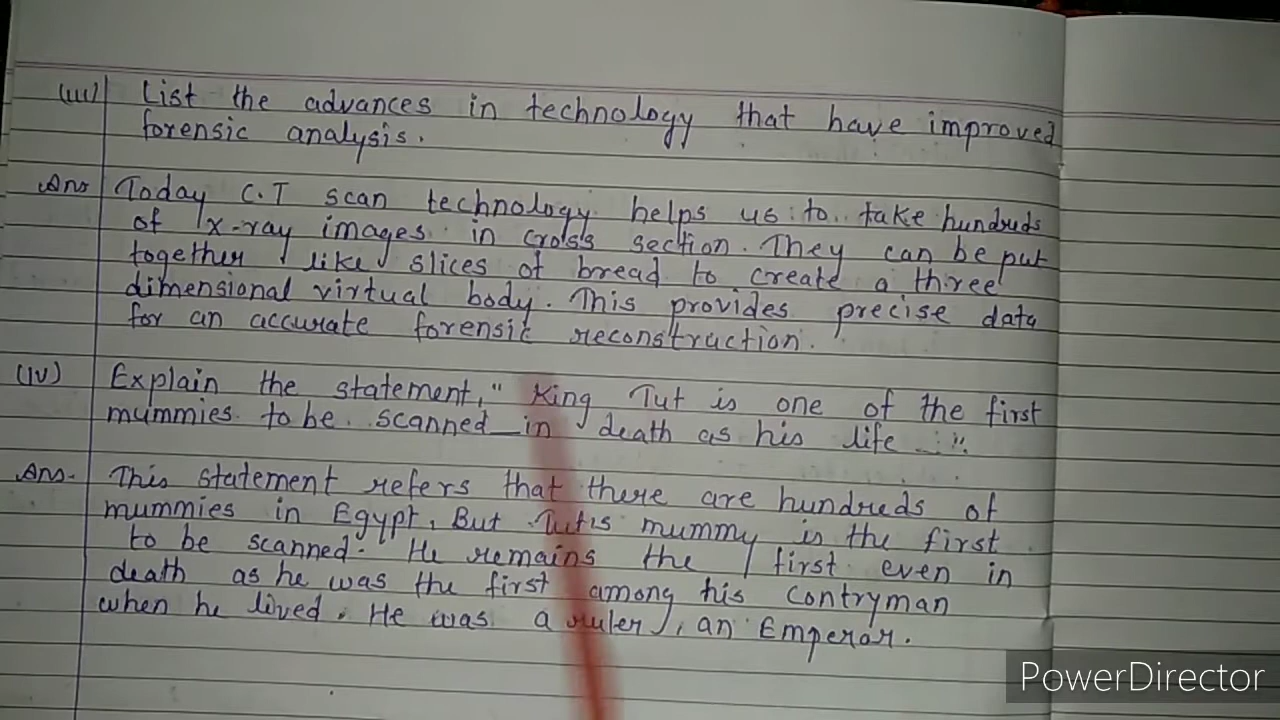 (iii) List the advances in technology that have improved
forensic analysis.
Ans Today C.T scan technology helps us to take hundreds
of x-ray images in cross section. They can be put
together like slices of bread to create a three
dimensional virtual body. This provides precise data
for an accurate forensic reconstruction.
(iv) Explain the statement, "King Tut is one of the first
mummies to be scanned in death as his life ...".
Ans. This statement refers that there are hundreds of
mummies in Egypt, But Tut's mummy is the first
to be scanned. He remains the first even in
death as he was the first among his contryman
when he lived. He was a ruler, an Emperor.
PowerDirector